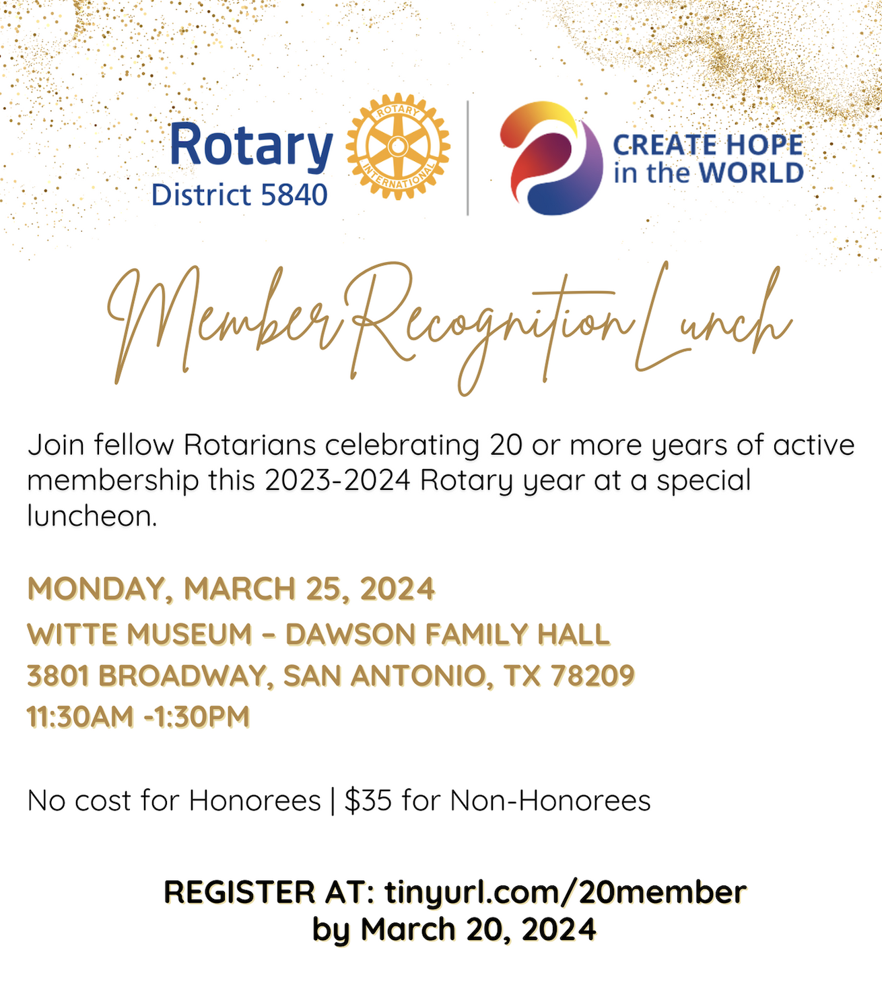 Rotary
District 5840
ROTARY
INTERNATIONAL
CREATE HOPE
in the WORLD
Member Recognition Lunch
Join fellow Rotarians celebrating 20 or more years of active
membership this 2023-2024 Rotary year at a special
luncheon.
MONDAY, MARCH 25, 2024
WITTE MUSEUM – DAWSON FAMILY HALL
3801 BROADWAY, SAN ANTONIO, TX 78209
11:30AM -1:30PM
No cost for Honorees | $35 for Non-Honorees
REGISTER AT: tinyurl.com/20member
by March 20, 2024